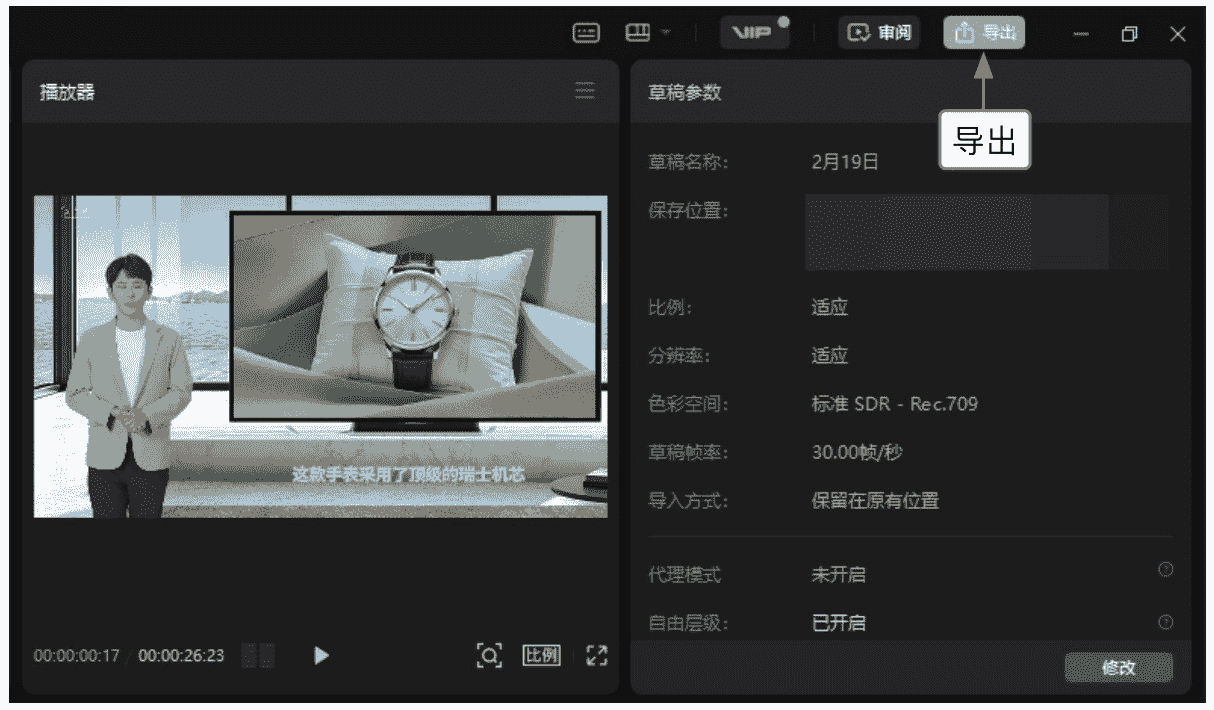 VIP
审阅
导出
导出
播放器
这款手表采用了顶级的瑞士机芯
00:00:00:17 / 00:00:26:23
比例
草稿参数
草稿名称： 2月19日
保存位置：
比例： 适应
分辨率： 适应
色彩空间： 标准 SDR - Rec.709
草稿帧率： 30.00帧/秒
导入方式： 保留在原有位置
代理模式 未开启
自由层级： 已开启
修改